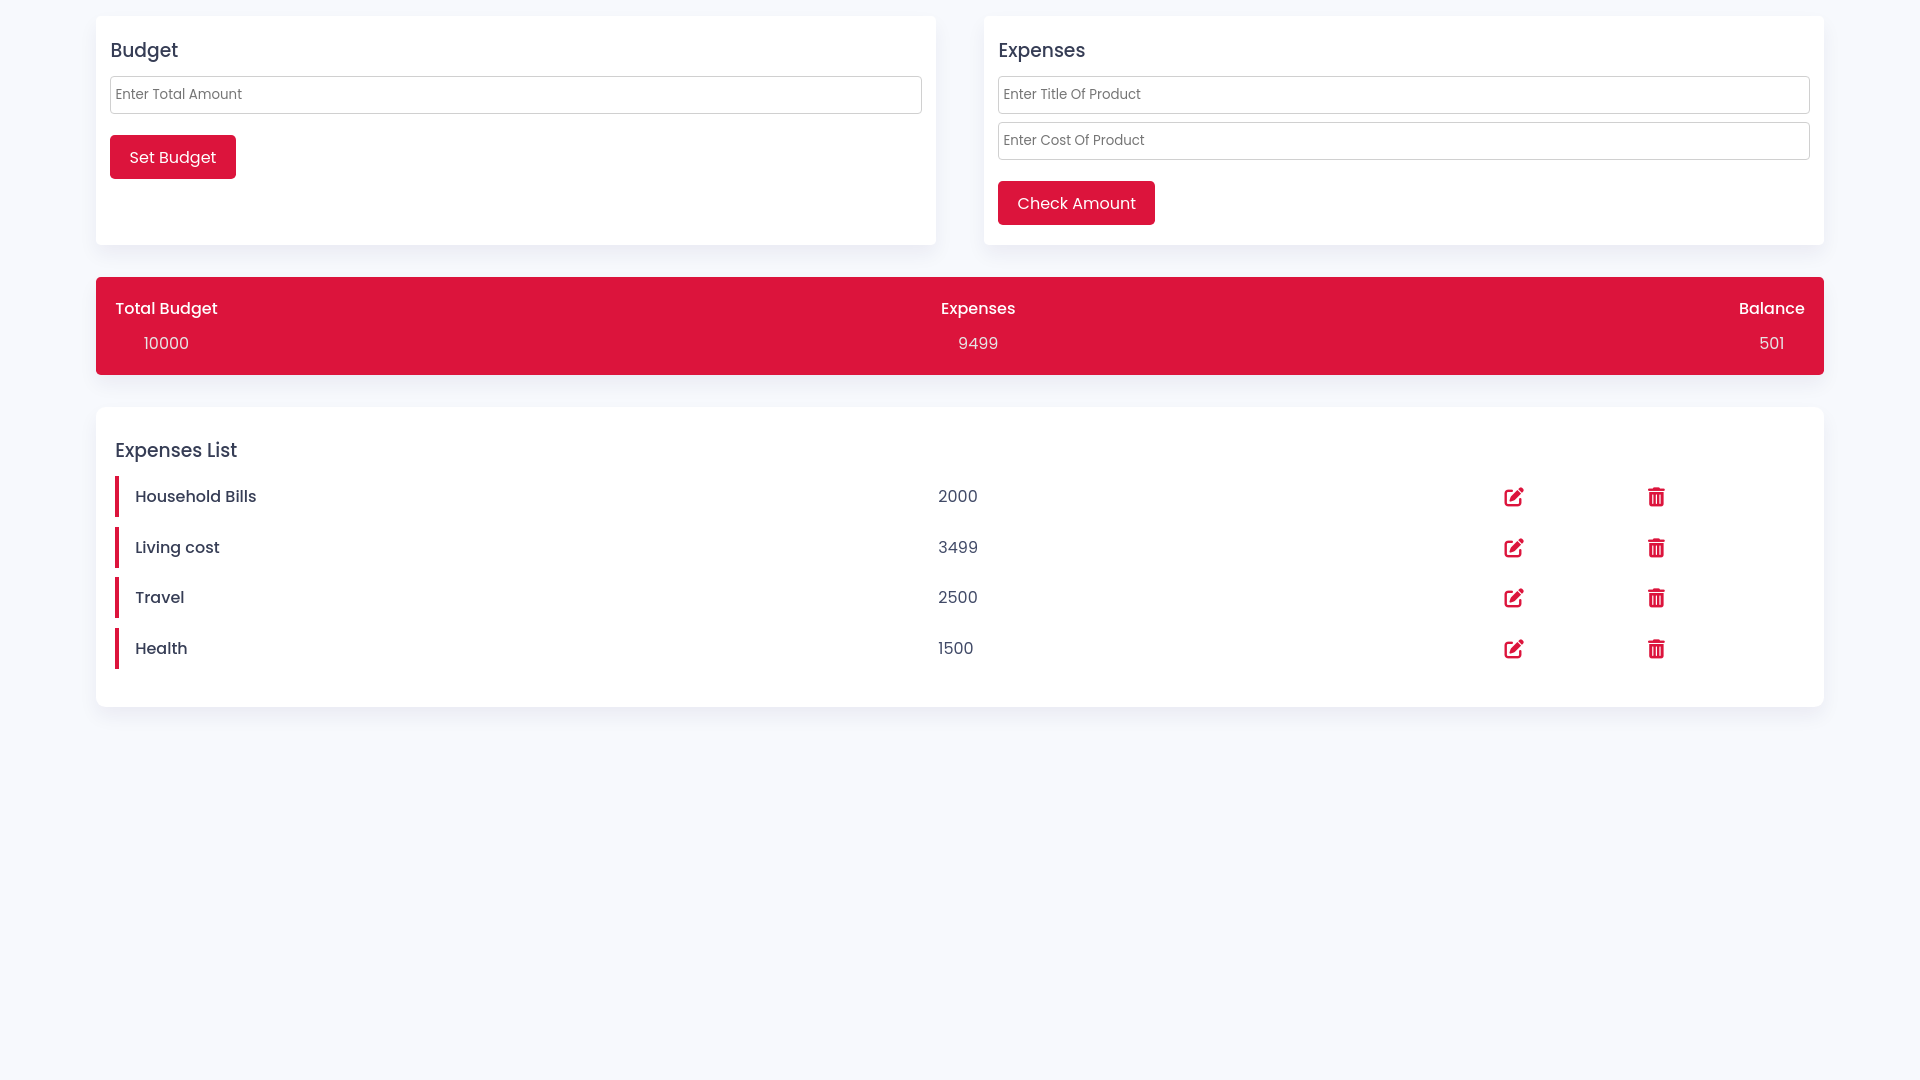 Budget
Enter Total Amount
Set Budget
Expenses
Enter Title Of Product
Enter Cost Of Product
Check Amount
Total Budget Expenses Balance
10000 9499 501
Expenses List
Household Bills 2000
Living cost 3499
Travel 2500
Health 1500